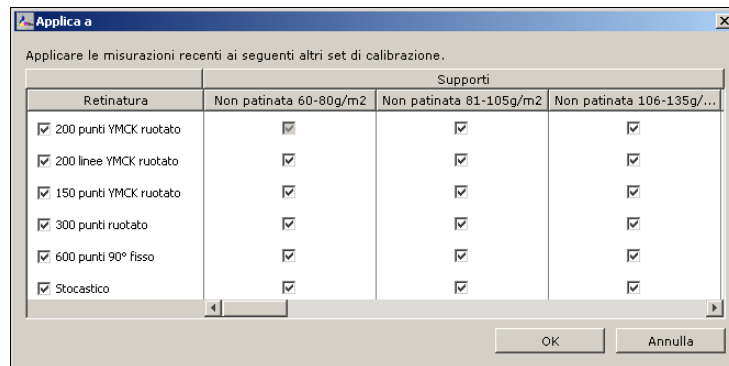 Applica a
Applicare le misurazioni recenti ai seguenti altri set di calibrazione.
Supporti
Retinatura Non patinata 60-80g/m2 Non patinata 81-105g/m2 Non patinata 106-135g/...
200 punti YMCK ruotato
200 linee YMCK ruotato
150 punti YMCK ruotato
300 punti ruotato
600 punti 90° fisso
Stocastico
OK Annulla